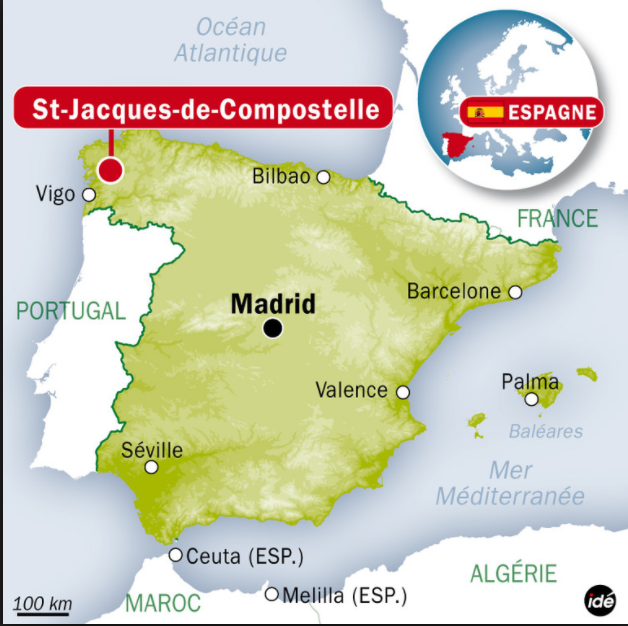 Océan
Atlantique
St-Jacques-de-Compostelle
ESPAGNE
Bilbao
Vigo
FRANCE
Barcelone
Madrid
PORTUGAL
Palma
Valence
Baléares
Séville
Mer
Méditerranée
Ceuta (ESP.)
ALGÉRIE
Melilla (ESP.)
100 km
MAROC
idé